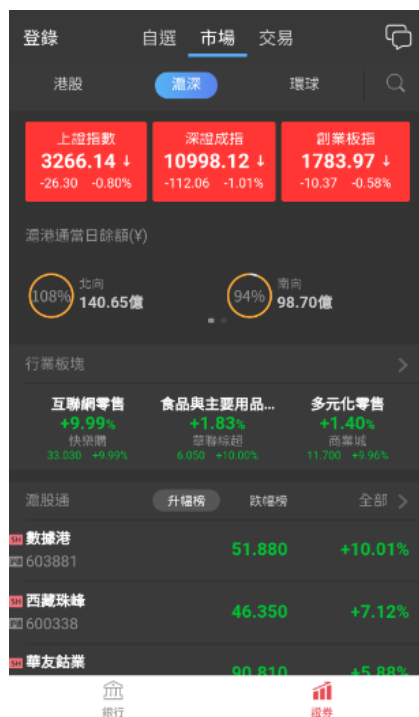 登錄 自選 市場 交易
港股 滬深 環球
上證指數 深證成指 創業板指
3266.14 ↓ 10998.12 ↓ 1783.97 ↓
-26.30 -0.80% -112.06 -1.01% -10.37 -0.58%
滬港通當日餘額(¥)
108% 北向 94% 南向
140.65億 98.70億
行業板塊
互聯網零售 食品與主要用品... 多元化零售
+9.99% +1.83% +1.40%
快樂購 華聯綜超 商業城
33.030 +9.99% 6.050 +10.00% 11.700 +9.96%
滬股通 升幅榜 跌幅榜 全部
SH 數據港 51.880 +10.01%
603881
SH 西藏珠峰 46.350 +7.12%
600338
SH 華友鈷業 90.810 +5.88%
銀行 證券